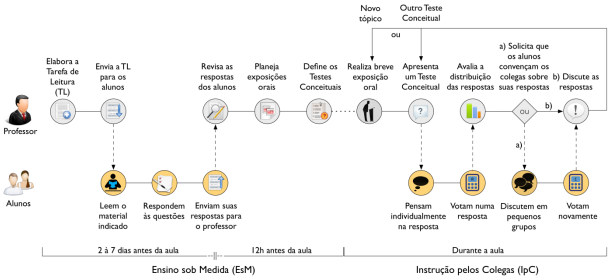 Novo
tópico
Outro Teste
Conceitual
ou
Elabora a
Tarefa de
Leitura
(TL)
Envia a TL
para os
alunos
Revisa as
respostas
dos alunos
Planeja
exposições
orais
Define os
Testes
Conceituais
Realiza breve
exposição
oral
Apresenta
um Teste
Conceitual
Avalia a
distribuição
das respostas
a) Solicita que
os alunos
convençam os
colegas sobre
suas respostas
b) Discute as
respostas
Professor
ou
b)
a)
Alunos
Leem o
material
indicado
Respondem
às questões
Enviam suas
respostas para
o professor
Pensam
individualmente
na resposta
Votam numa
resposta
Discutem em
pequenos
grupos
Votam
novamente
2 à 7 dias antes da aula
12h antes da aula
Durante a aula
Ensino sob Medida (EsM)
Instrução pelos Colegas (IpC)